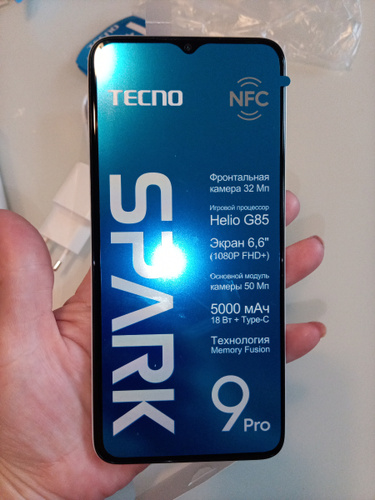 TECNO
NFC
SPARK
Фронтальная
камера 32 Мп
Игровой процессор
Helio G85
Экран 6,6"
(1080P FHD+)
Основной модуль
камеры 50 Мп
5000 мАч
18 Вт + Type-C
Технология
Memory Fusion
9 Pro